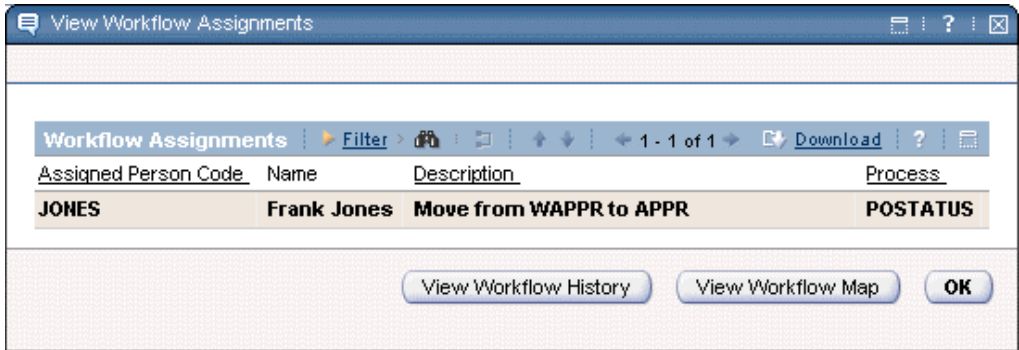 View Workflow Assignments ?
Workflow Assignments Filter 1 - 1 of 1 Download ?
Assigned Person Code Name Description Process
JONES Frank Jones Move from WAPPR to APPR POSTATUS
View Workflow History View Workflow Map OK